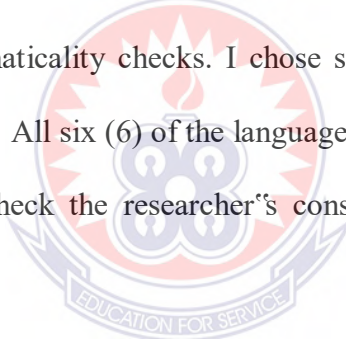 maticality checks. I chose s
All six (6) of the language
heck the researcher‟s cons
EDUCATION FOR SERVICE